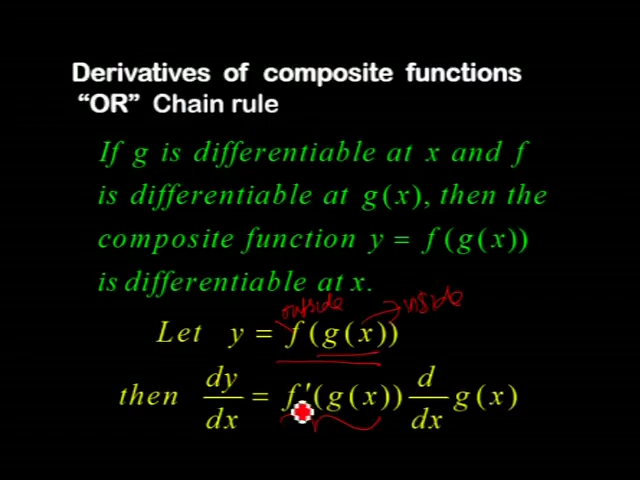 Derivatives of composite functions
“OR” Chain rule
If g is differentiable at x and f
is differentiable at g(x), then the
composite function y = f(g(x))
is differentiable at x.
outside inside
Let y = f(g(x))
then dy/dx = f'(g(x)) d/dx g(x)